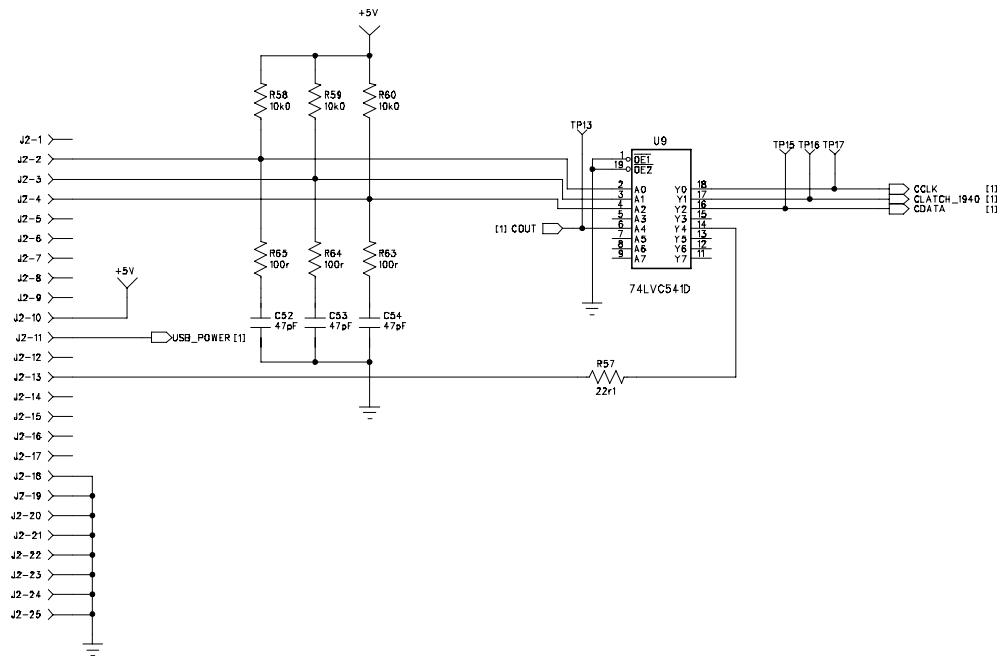 +5V
R58
10k0
R59
10k0
R60
10k0
J2-1
J2-2
J2-3
J2-4
J2-5
J2-6
J2-7
J2-8
J2-9
J2-10
J2-11
J2-12
J2-13
J2-14
J2-15
J2-16
J2-17
J2-18
J2-19
J2-20
J2-21
J2-22
J2-23
J2-24
J2-25
+5V
USB_POWER [1]
R65
100r
R64
100r
R63
100r
C52
47pF
C53
47pF
C54
47pF
TP13
[1] COUT
U9
1 OE1
19 OE2
2 A0 Y0 18
3 A1 Y1 17
4 A2 Y2 16
5 A3 Y3 15
6 A4 Y4 14
7 A5 Y5 13
8 A6 Y6 12
9 A7 Y7 11
74LVC541D
R57
22r1
TP15 TP16 TP17
CCLK [1]
CLATCH_1940 [1]
CDATA [1]